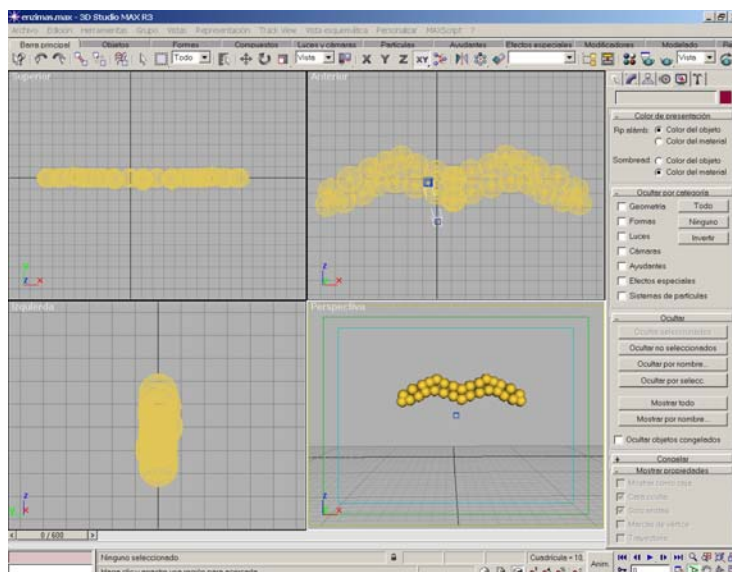 enzimas.max - 3D Studio MAX R3
Archivo Edición Herramientas Grupo Vistas Representación Track View Vista esquemática Personalizar MAXScript ?
Barra principal Objetos Formas Compuestos Luces y cámaras Partículas Ayudantes Efectos especiales Modificadores Modelado
Todo Vista X Y Z XY Vista
Superior Anterior
Color de presentación
Color del objeto
Color del material
Sombread. Color del objeto
Color del material
Ocultar por categoría
Geometría Todo
Formas Ninguno
Luces Invertir
Cámaras
Ayudantes
Efectos especiales
Sistemas de partículas
Izquierda Perspectiva
Ocultar
Ocultar seleccionados
Ocultar no seleccionados
Ocultar por nombre...
Ocultar por selecc.
Mostrar todo
Mostrar por nombre...
Ocultar objetos congelados
Congelar
Mostrar propiedades
Mostrar como caja
Cara oculta
Sólo aristas
Marcas de vértice
Trayectoria
0 / 600
Ninguno seleccionado Cuadrícula = 10, Anim.